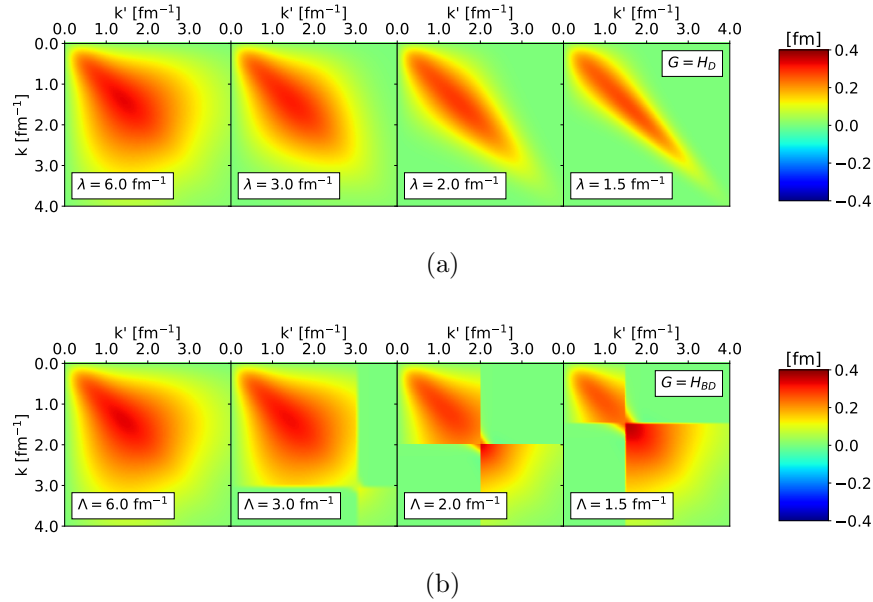 k' [fm⁻¹] k' [fm⁻¹] k' [fm⁻¹] k' [fm⁻¹]
0.0 1.0 2.0 3.0 0.0 1.0 2.0 3.0 0.0 1.0 2.0 3.0 0.0 1.0 2.0 3.0 4.0
[fm]
k [fm⁻¹]
0.0
1.0
2.0
3.0
4.0
G = H_D
λ = 6.0 fm⁻¹ λ = 3.0 fm⁻¹ λ = 2.0 fm⁻¹ λ = 1.5 fm⁻¹
0.4
0.2
0.0
−0.2
−0.4
(a)
k' [fm⁻¹] k' [fm⁻¹] k' [fm⁻¹] k' [fm⁻¹]
0.0 1.0 2.0 3.0 0.0 1.0 2.0 3.0 0.0 1.0 2.0 3.0 0.0 1.0 2.0 3.0 4.0
[fm]
k [fm⁻¹]
0.0
1.0
2.0
3.0
4.0
G = H_{BD}
Λ = 6.0 fm⁻¹ Λ = 3.0 fm⁻¹ Λ = 2.0 fm⁻¹ Λ = 1.5 fm⁻¹
0.4
0.2
0.0
−0.2
−0.4
(b)